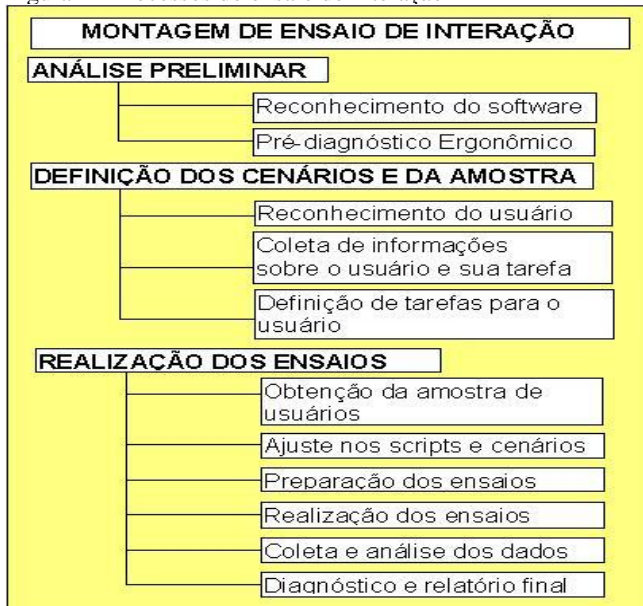 MONTAGEM DE ENSAIO DE INTERAÇÃO
ANÁLISE PRELIMINAR
Reconhecimento do software
Pré-diagnóstico Ergonômico
DEFINIÇÃO DOS CENÁRIOS E DA AMOSTRA
Reconhecimento do usuário
Coleta de informações
sobre o usuário e sua tarefa
Definição de tarefas para o
usuário
REALIZAÇÃO DOS ENSAIOS
Obtenção da amostra de
usuários
Ajuste nos scripts e cenários
Preparação dos ensaios
Realização dos ensaios
Coleta e análise dos dados
Diagnóstico e relatório final